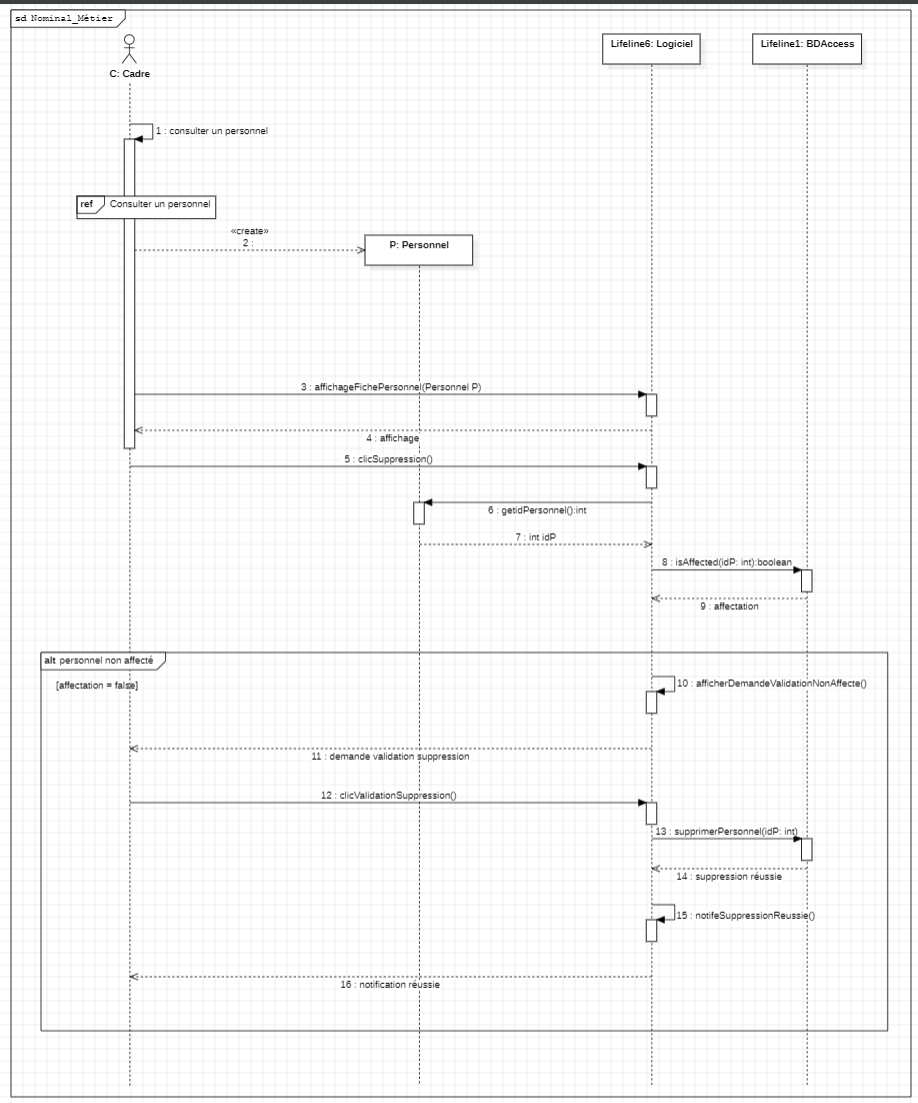 sd Nominal_Métier
Lifeline6: Logiciel
Lifeline1: BDAccess
C: Cadre
1 : consulter un personnel
ref Consulter un personnel
«create»
2 :
P: Personnel
3 : affichageFichePersonnel(Personnel P)
4 : affichage
5 : clicSuppression()
6 : getidPersonnel():int
7 : int idP
8 : isAffected(idP: int):boolean
9 : affectation
alt personnel non affecté
[affectation = false]
10 : afficherDemandeValidationNonAffecte()
11 : demande validation suppression
12 : clicValidationSuppression()
13 : supprimerPersonnel(idP: int)
14 : suppression réussie
15 : notifeSuppressionReussie()
16 : notification réussie